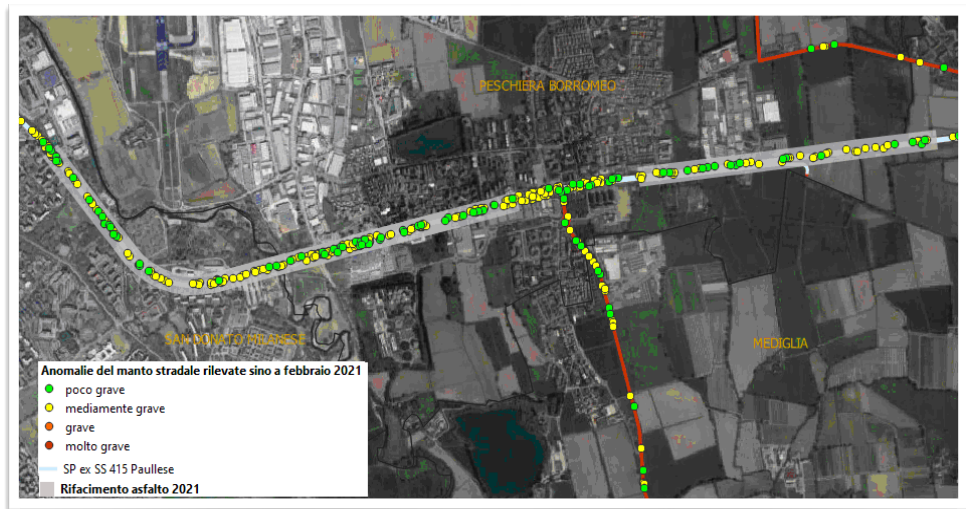 PESCHIERA BORROMEO
SAN DONATO MILANESE
MEDIGLIA
Anomalie del manto stradale rilevate sino a febbraio 2021
poco grave
mediamente grave
grave
molto grave
SP ex SS 415 Paullese
Rifacimento asfalto 2021